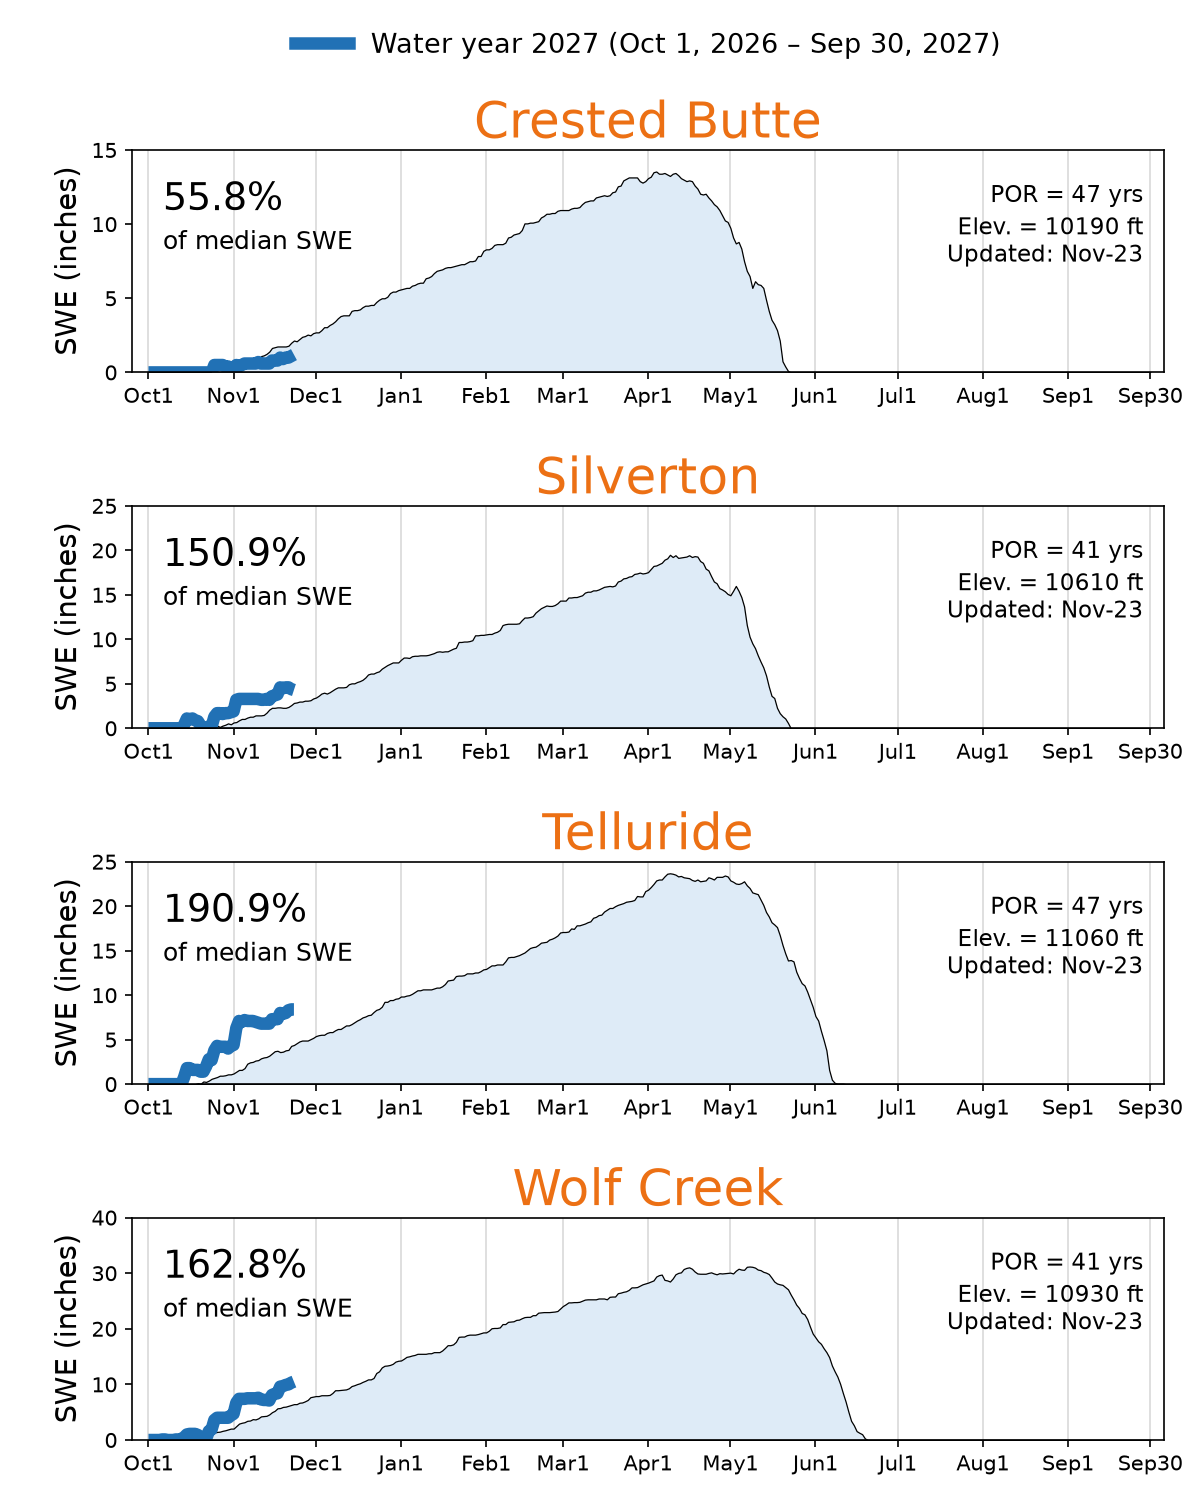 Water year 2027 (Oct 1, 2026 – Sep 30, 2027)
Crested Butte
SWE (inches)
15
10
5
0
55.8%
of median SWE
POR = 47 yrs
Elev. = 10190 ft
Updated: Nov-23
Oct1 Nov1 Dec1 Jan1 Feb1 Mar1 Apr1 May1 Jun1 Jul1 Aug1 Sep1 Sep30
Silverton
SWE (inches)
25
20
15
10
5
0
150.9%
of median SWE
POR = 41 yrs
Elev. = 10610 ft
Updated: Nov-23
Oct1 Nov1 Dec1 Jan1 Feb1 Mar1 Apr1 May1 Jun1 Jul1 Aug1 Sep1 Sep30
Telluride
SWE (inches)
25
20
15
10
5
0
190.9%
of median SWE
POR = 47 yrs
Elev. = 11060 ft
Updated: Nov-23
Oct1 Nov1 Dec1 Jan1 Feb1 Mar1 Apr1 May1 Jun1 Jul1 Aug1 Sep1 Sep30
Wolf Creek
SWE (inches)
40
30
20
10
0
162.8%
of median SWE
POR = 41 yrs
Elev. = 10930 ft
Updated: Nov-23
Oct1 Nov1 Dec1 Jan1 Feb1 Mar1 Apr1 May1 Jun1 Jul1 Aug1 Sep1 Sep30